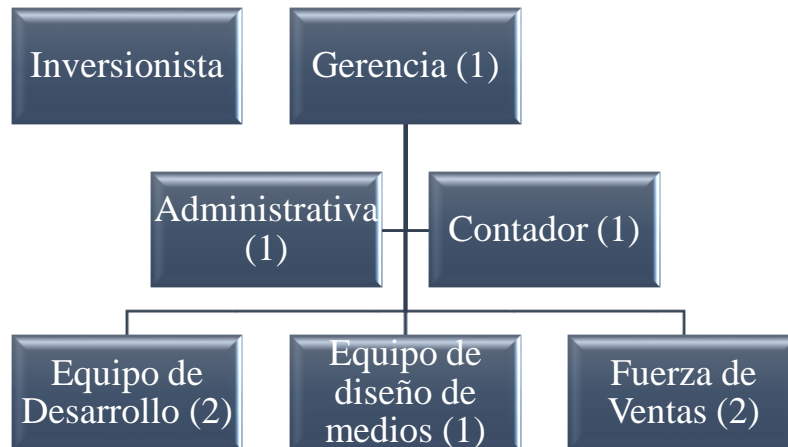 Inversionista
Gerencia (1)
Administrativa
(1)
Contador (1)
Equipo de
Desarrollo (2)
Equipo de
diseño de
medios (1)
Fuerza de
Ventas (2)